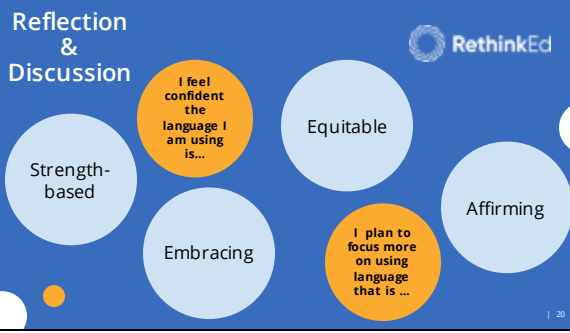 Reflection
&
Discussion
RethinkEd
I feel
confident
the
language I
am using
is...
Equitable
Strength-
based
Affirming
Embracing
I plan to
focus more
on using
language
that is ...
| 20